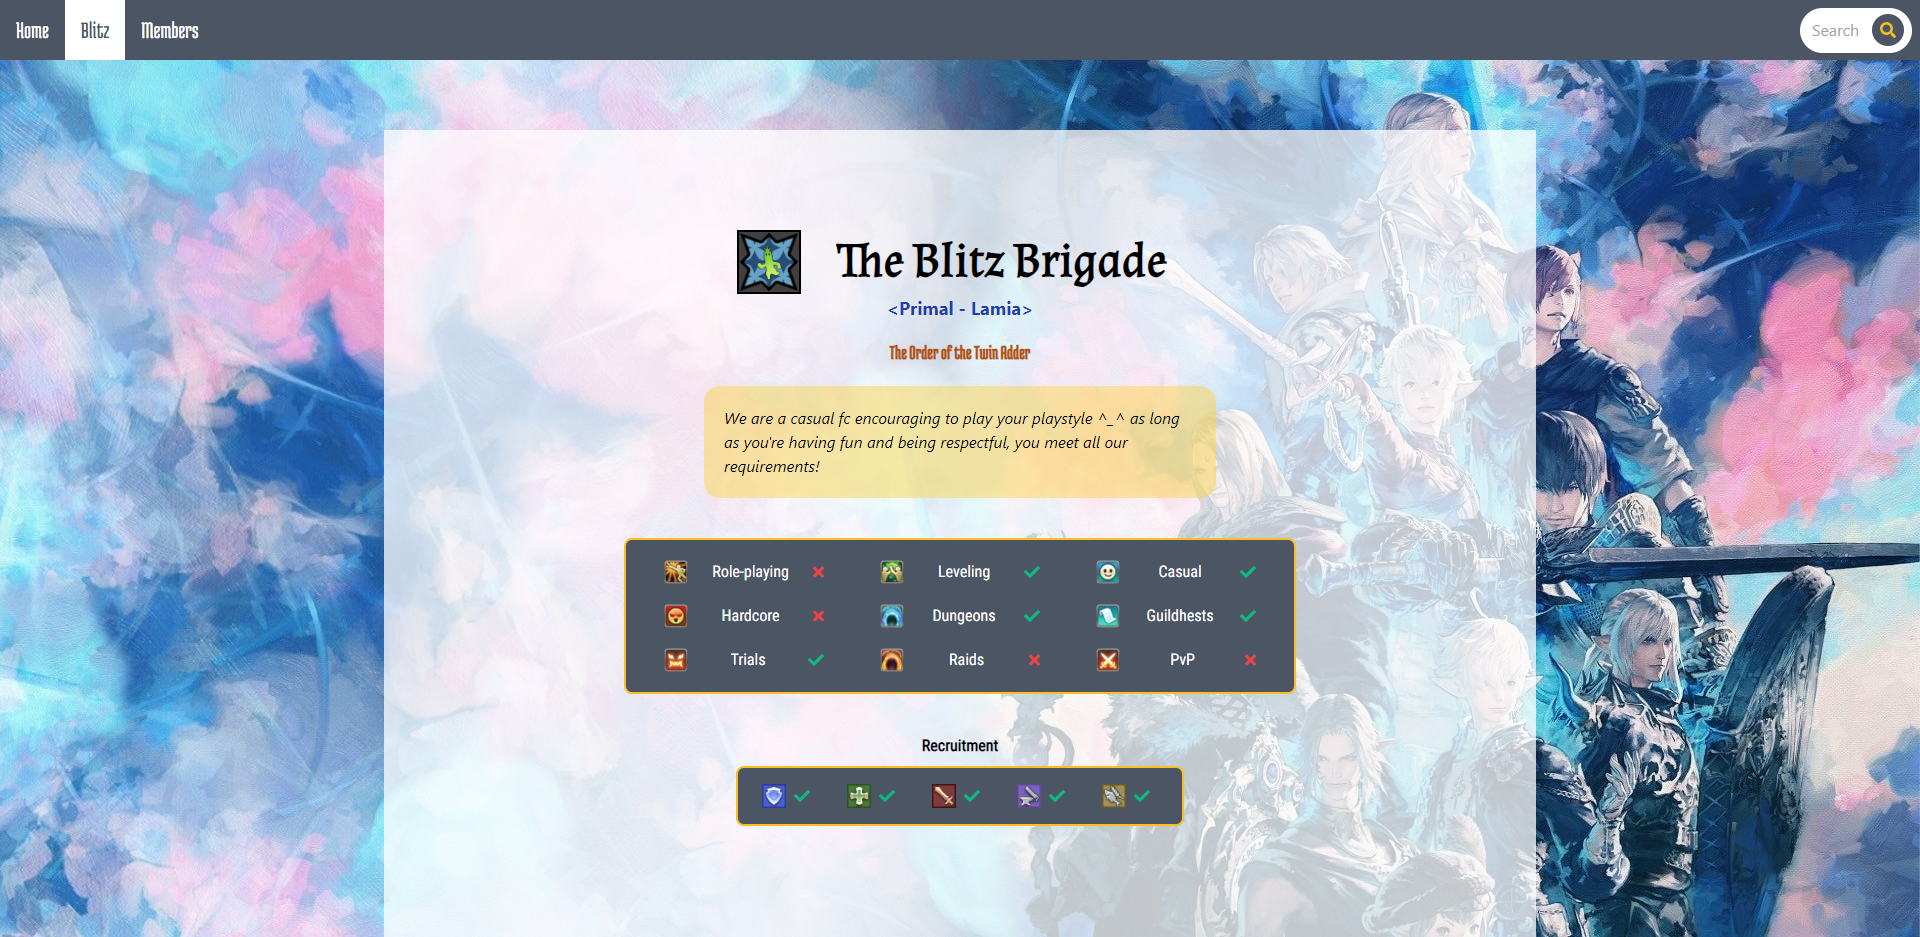 Home Blitz Members Search
The Blitz Brigade
<Primal - Lamia>
The Order of the Twin Adder
We are a casual fc encouraging to play your playstyle ^_^ as long
as you're having fun and being respectful, you meet all our
requirements!
Role-playing Leveling Casual
Hardcore Dungeons Guildhests
Trials Raids PvP
Recruitment